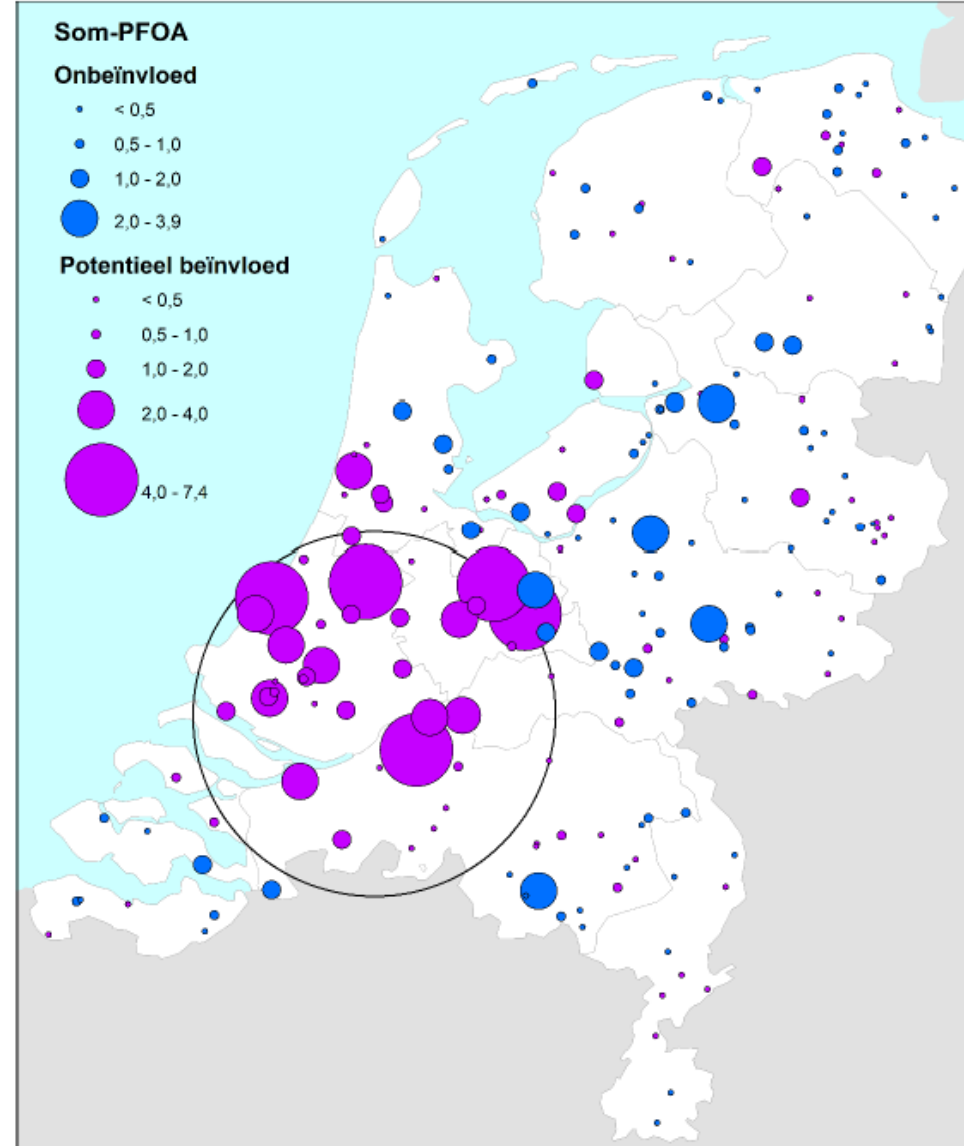 Som-PFOA
Onbeïnvloed
< 0,5
0,5 - 1,0
1,0 - 2,0
2,0 - 3,9
Potentieel beïnvloed
< 0,5
0,5 - 1,0
1,0 - 2,0
2,0 - 4,0
4,0 - 7,4